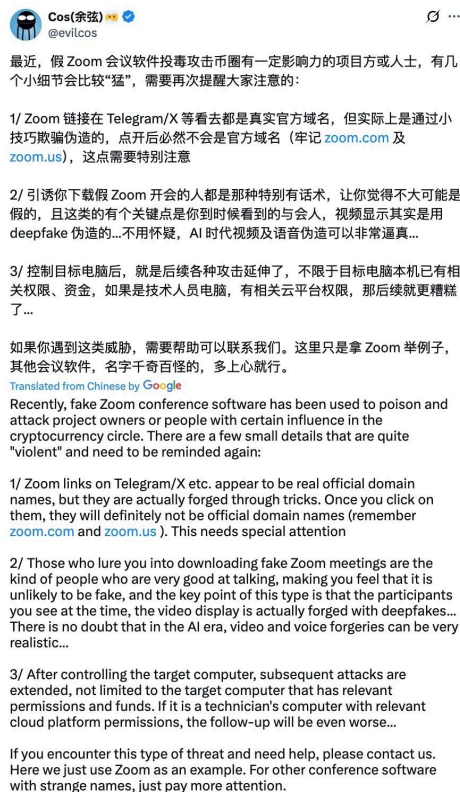 Cos(余弦)
@evilcos
最近，假 Zoom 会议软件投毒攻击币圈有一定影响力的项目方或人士，有几
个小细节会比较“猛”，需要再次提醒大家注意的：
1/ Zoom 链接在 Telegram/X 等看去都是真实官方域名，但实际上是通过小
技巧欺骗伪造的，点开后必然不会是官方域名（牢记 zoom.com 及
zoom.us），这点需要特别注意
2/ 引诱你下载假 Zoom 开会的人都是那种特别有话术，让你觉得不大可能是
假的，且这类的有个关键点是你到时候看到的与会人，视频显示其实是用
deepfake 伪造的...不用怀疑，AI 时代视频及语音伪造可以非常逼真...
3/ 控制目标电脑后，就是后续各种攻击延伸了，不限于目标电脑本机已有相
关权限、资金，如果是技术人员电脑，有相关云平台权限，那后续就更糟糕
了...
如果你遇到这类威胁，需要帮助可以联系我们。这里只是拿 Zoom 举例子，
其他会议软件，名字千奇百怪的，多上心就行。
Translated from Chinese by Google
Recently, fake Zoom conference software has been used to poison and
attack project owners or people with certain influence in the
cryptocurrency circle. There are a few small details that are quite
"violent" and need to be reminded again:
1/ Zoom links on Telegram/X etc. appear to be real official domain
names, but they are actually forged through tricks. Once you click on
them, they will definitely not be official domain names (remember
zoom.com and zoom.us ). This needs special attention
2/ Those who lure you into downloading fake Zoom meetings are the
kind of people who are very good at talking, making you feel that it is
unlikely to be fake, and the key point of this type is that the participants
you see at the time, the video display is actually forged with deepfakes...
There is no doubt that in the AI era, video and voice forgeries can be very
realistic...
3/ After controlling the target computer, subsequent attacks are
extended, not limited to the target computer that has relevant
permissions and funds. If it is a technician's computer with relevant
cloud platform permissions, the follow-up will be even worse...
If you encounter this type of threat and need help, please contact us.
Here we just use Zoom as an example. For other conference software
with strange names, just pay more attention.